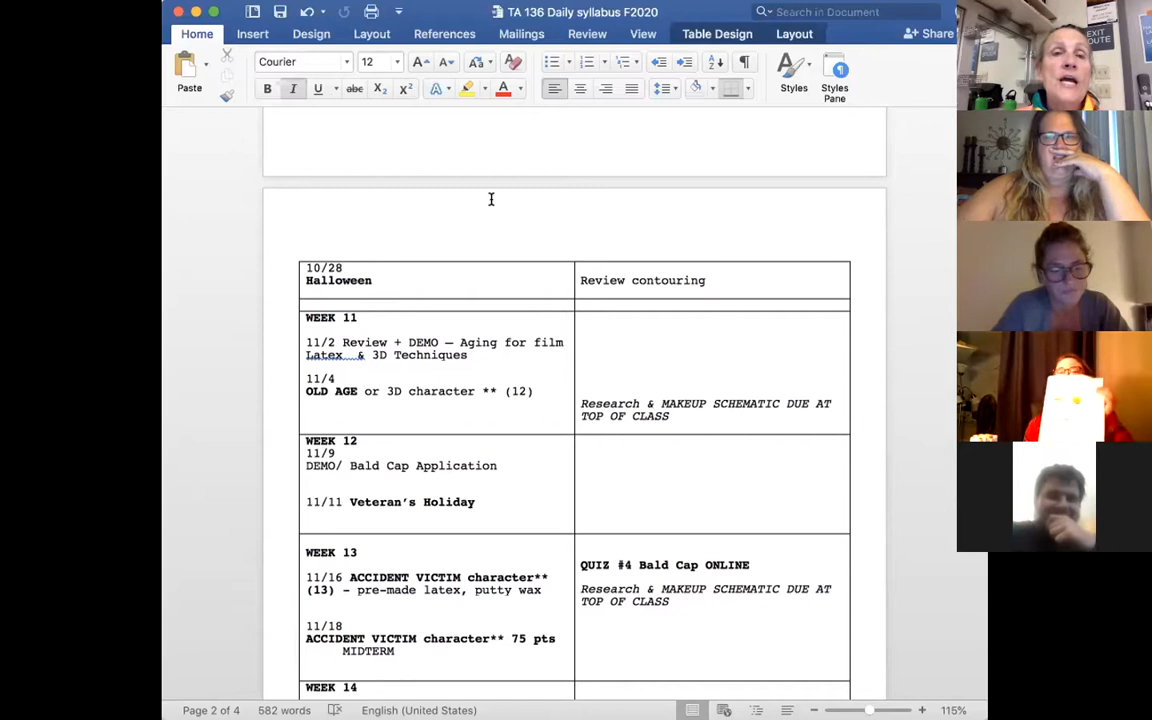 TA 136 Daily syllabus F2020
Search in Document
Home Insert Design Layout References Mailings Review View Table Design Layout Share
Paste
Courier 12
Styles
Styles Pane
10/28
Halloween
Review contouring
WEEK 11
11/2 Review + DEMO – Aging for film
Latex & 3D Techniques
11/4
OLD AGE or 3D character ** (12)
Research & MAKEUP SCHEMATIC DUE AT
TOP OF CLASS
WEEK 12
11/9
DEMO/ Bald Cap Application
11/11 Veteran’s Holiday
WEEK 13
11/16 ACCIDENT VICTIM character**
(13) – pre-made latex, putty wax
11/18
ACCIDENT VICTIM character** 75 pts
MIDTERM
QUIZ #4 Bald Cap ONLINE
Research & MAKEUP SCHEMATIC DUE AT
TOP OF CLASS
WEEK 14
Page 2 of 4 582 words English (United States) 115%
EXIT
ROUTE